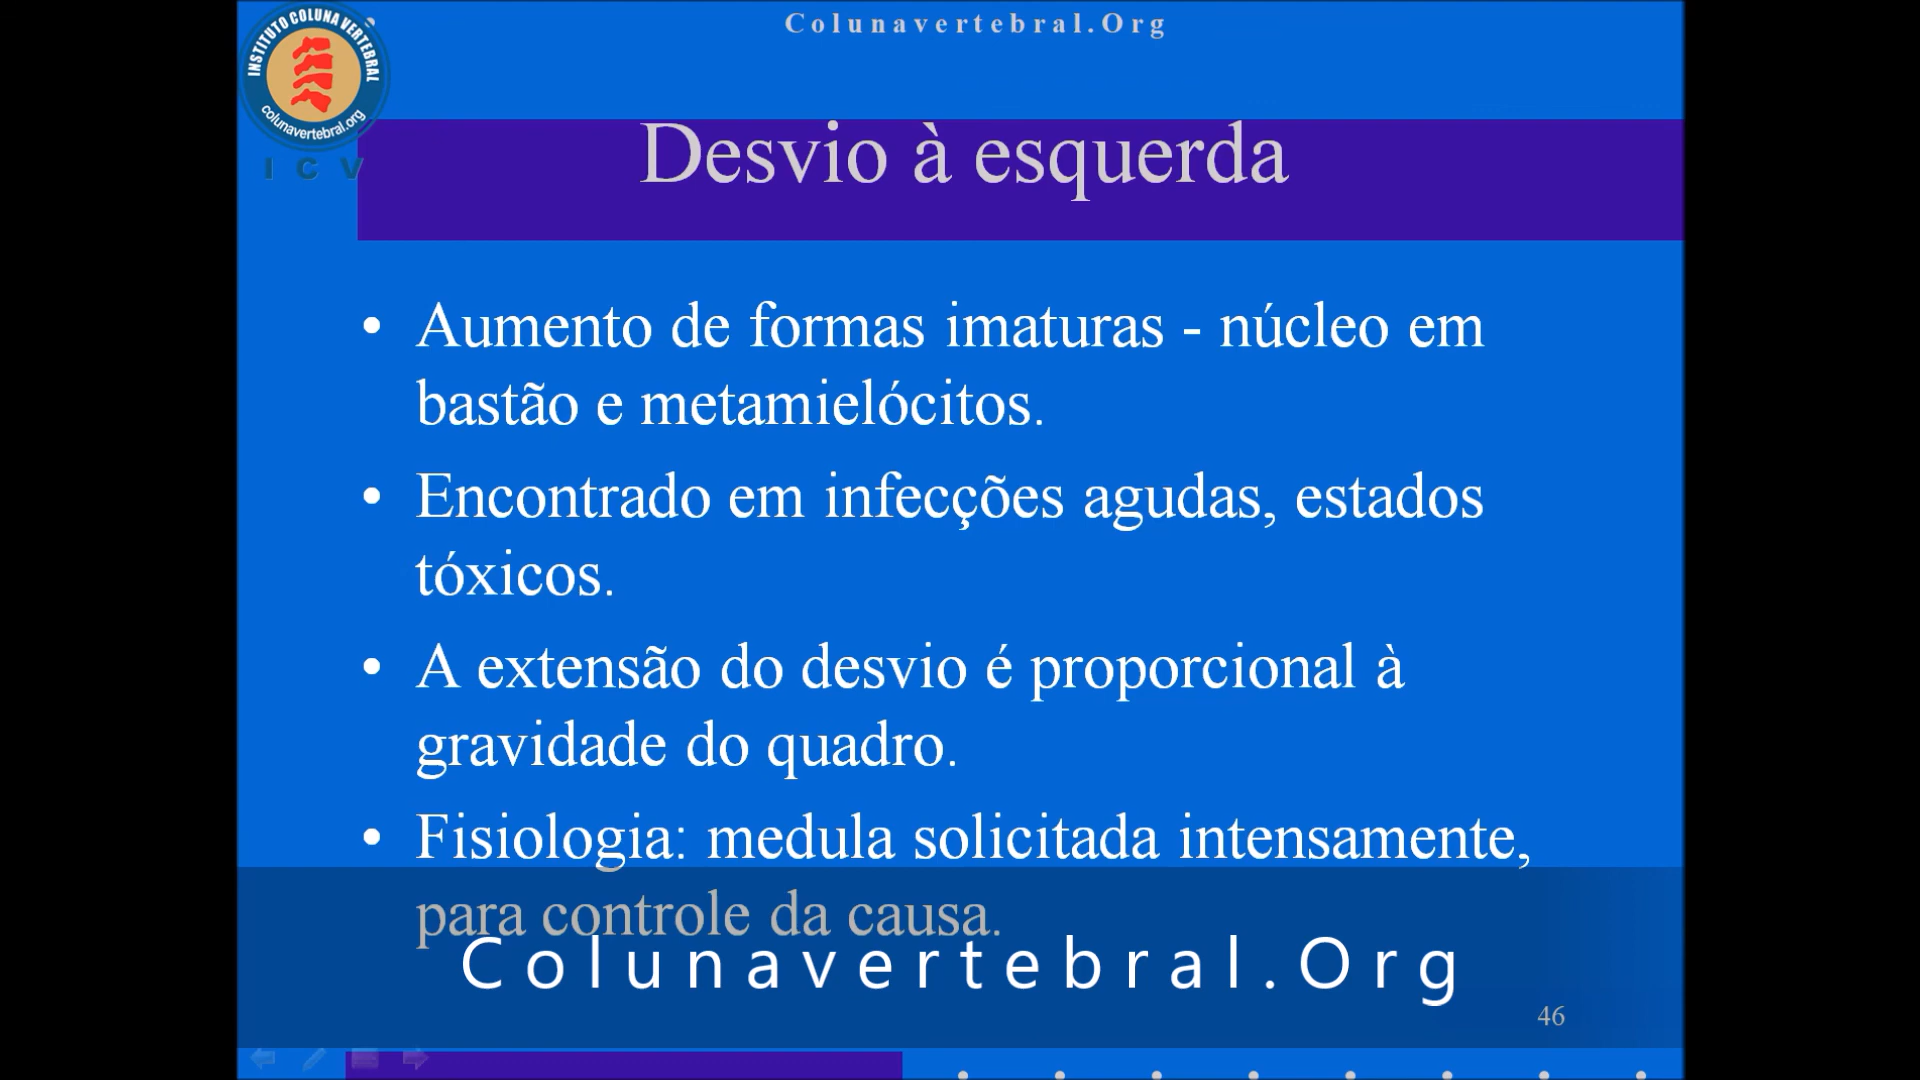 Colunavertebral.Org
INSTITUTO COLUNA VERTEBRAL
colunavertebral.org
I C V
Desvio à esquerda
• Aumento de formas imaturas - núcleo em
bastão e metamielócitos.
• Encontrado em infecções agudas, estados
tóxicos.
• A extensão do desvio é proporcional à
gravidade do quadro.
• Fisiologia: medula solicitada intensamente,
para controle da causa.
Colunavertebral.Org
46